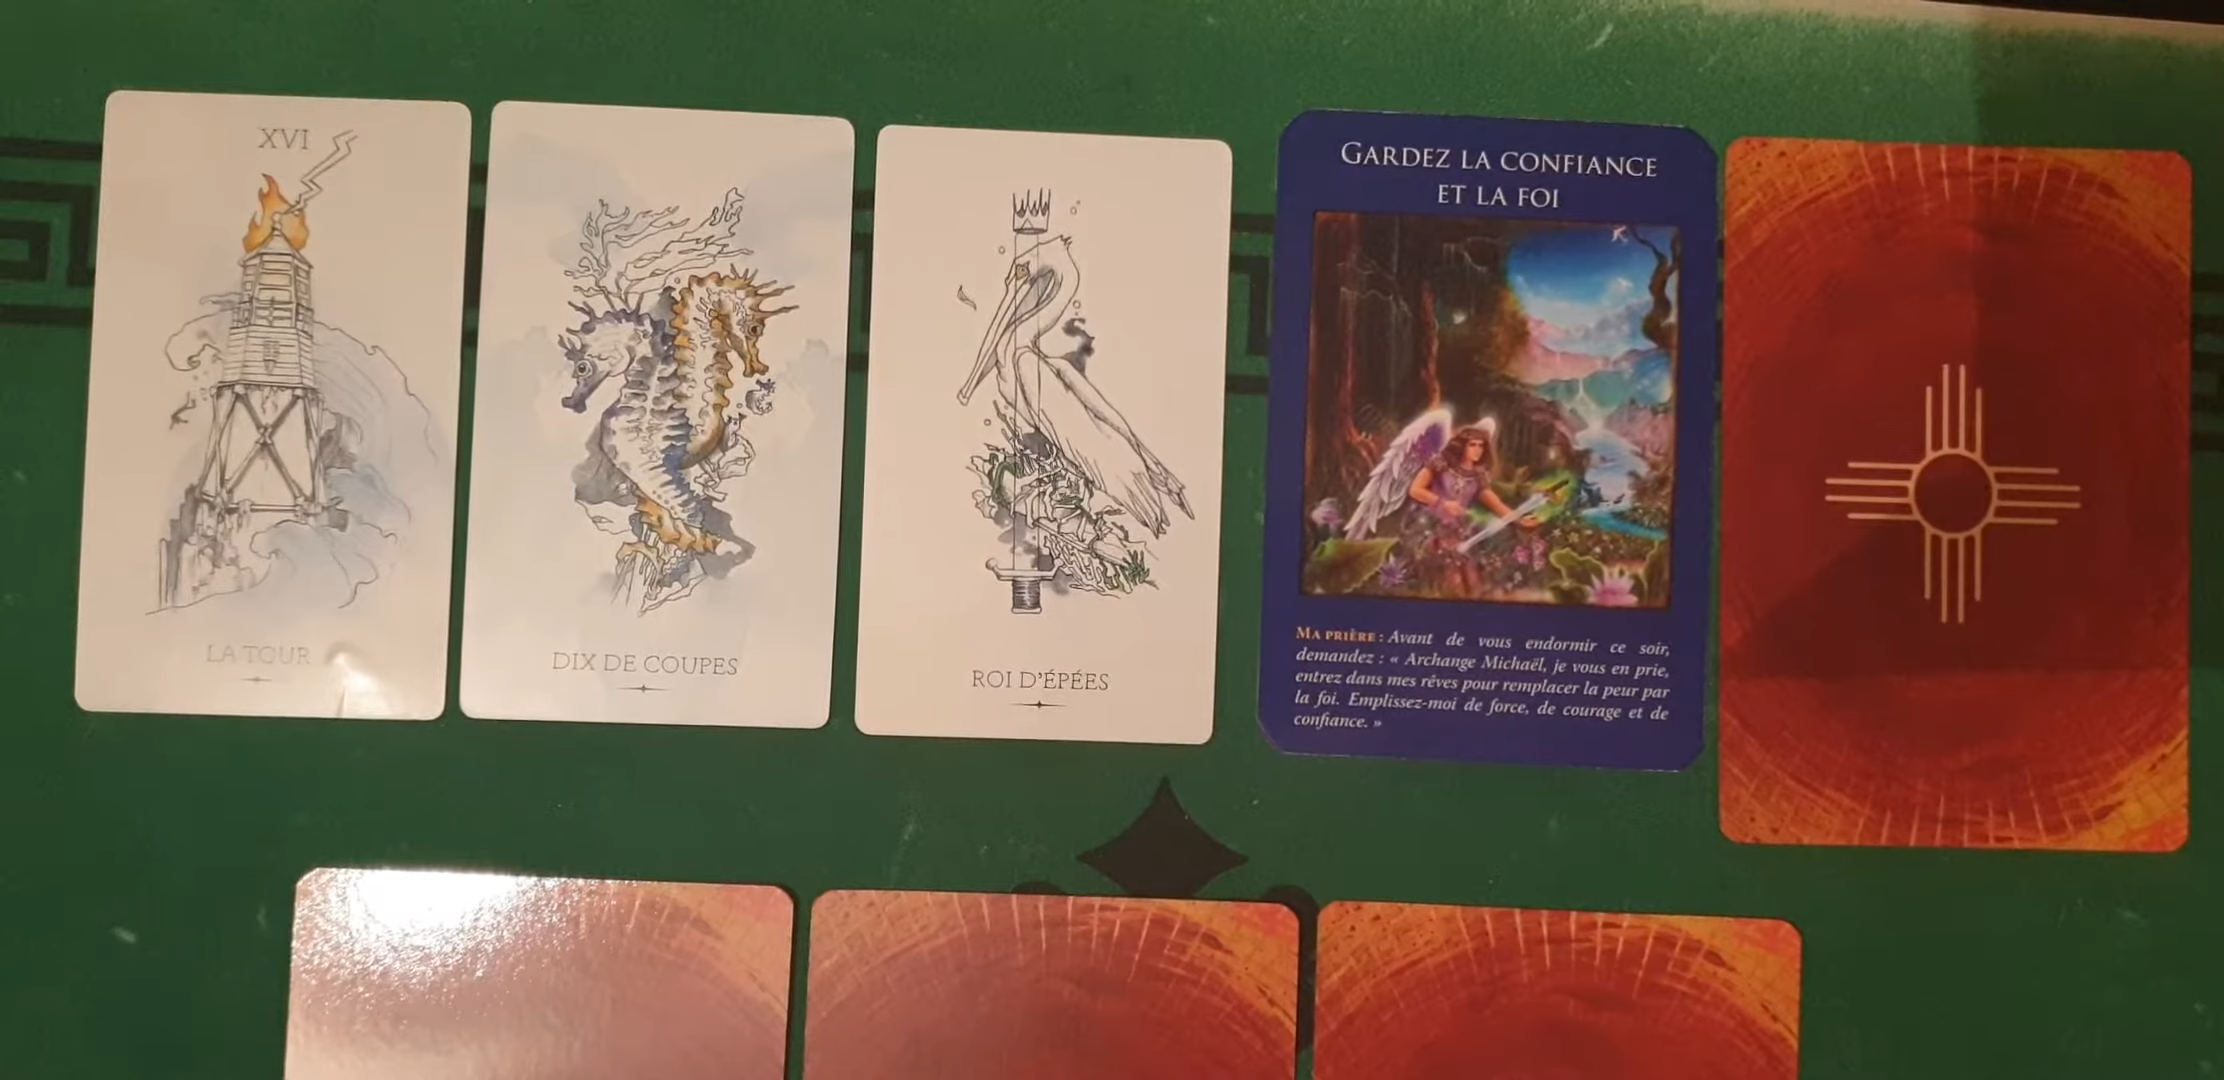 XVI
LA TOUR
DIX DE COUPES
ROI D'ÉPÉES
GARDEZ LA CONFIANCE
ET LA FOI
MA PRIÈRE : Avant de vous endormir ce soir,
demandez : « Archange Michaël, je vous en prie,
entrez dans mes rêves pour remplacer la peur par
la foi. Emplissez-moi de force, de courage et de
confiance. »